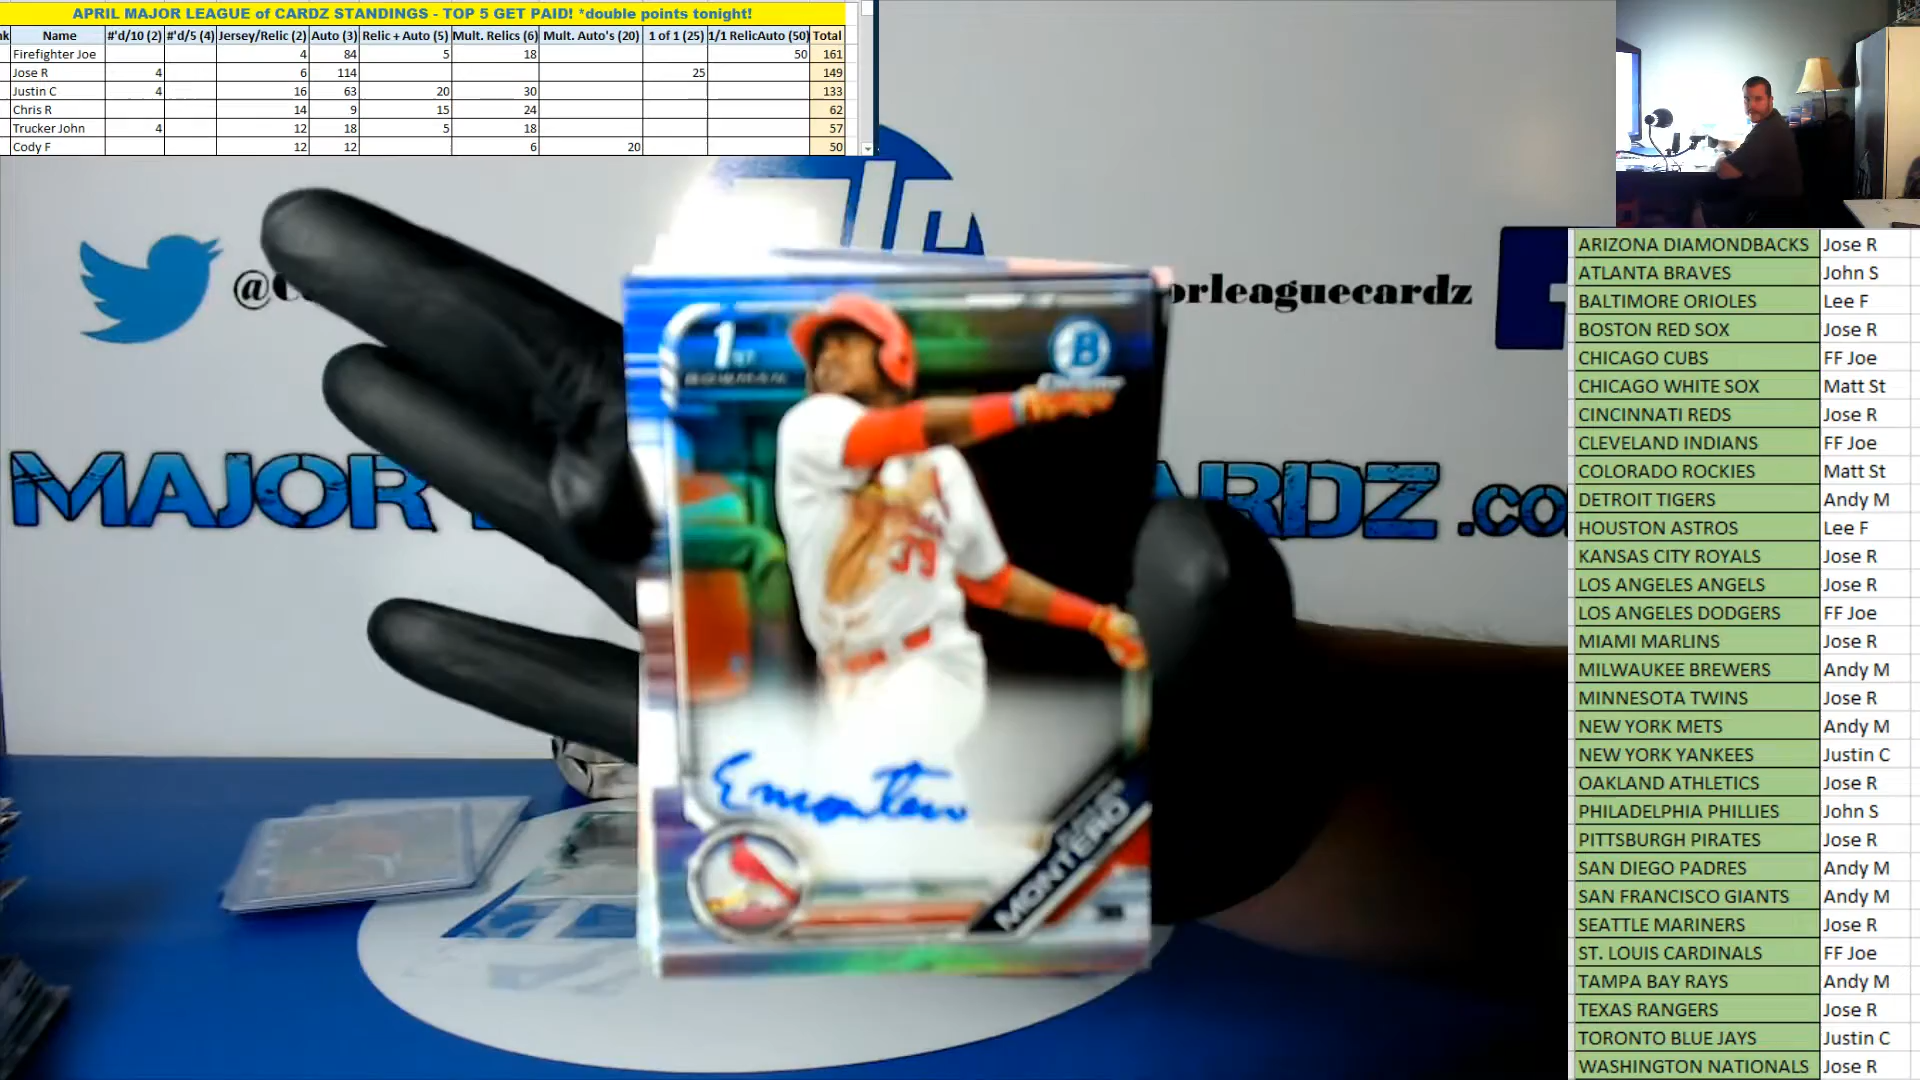 APRIL MAJOR LEAGUE of CARDZ STANDINGS - TOP 5 GET PAID! *double points tonight!
nk Name #'d/10 (2) #'d/5 (4) Jersey/Relic (2) Auto (3) Relic + Auto (5) Mult. Relics (6) Mult. Auto's (20) 1 of 1 (25) 1/1 RelicAuto (50) Total
Firefighter Joe 4 84 5 18 50 161
Jose R 4 6 114 25 149
Justin C 4 16 63 20 30 133
Chris R 14 9 15 24 62
Trucker John 4 12 18 5 18 57
Cody F 12 12 6 20 50
orleaguecardz
MAJOR
ARDZ .co
1ST
BOWMAN
B
Chrome
35
Emontero
MONTERO
ARIZONA DIAMONDBACKS Jose R
ATLANTA BRAVES John S
BALTIMORE ORIOLES Lee F
BOSTON RED SOX Jose R
CHICAGO CUBS FF Joe
CHICAGO WHITE SOX Matt St
CINCINNATI REDS Jose R
CLEVELAND INDIANS FF Joe
COLORADO ROCKIES Matt St
DETROIT TIGERS Andy M
HOUSTON ASTROS Lee F
KANSAS CITY ROYALS Jose R
LOS ANGELES ANGELS Jose R
LOS ANGELES DODGERS FF Joe
MIAMI MARLINS Jose R
MILWAUKEE BREWERS Andy M
MINNESOTA TWINS Jose R
NEW YORK METS Andy M
NEW YORK YANKEES Justin C
OAKLAND ATHLETICS Jose R
PHILADELPHIA PHILLIES John S
PITTSBURGH PIRATES Jose R
SAN DIEGO PADRES Andy M
SAN FRANCISCO GIANTS Andy M
SEATTLE MARINERS Jose R
ST. LOUIS CARDINALS FF Joe
TAMPA BAY RAYS Andy M
TEXAS RANGERS Jose R
TORONTO BLUE JAYS Justin C
WASHINGTON NATIONALS Jose R